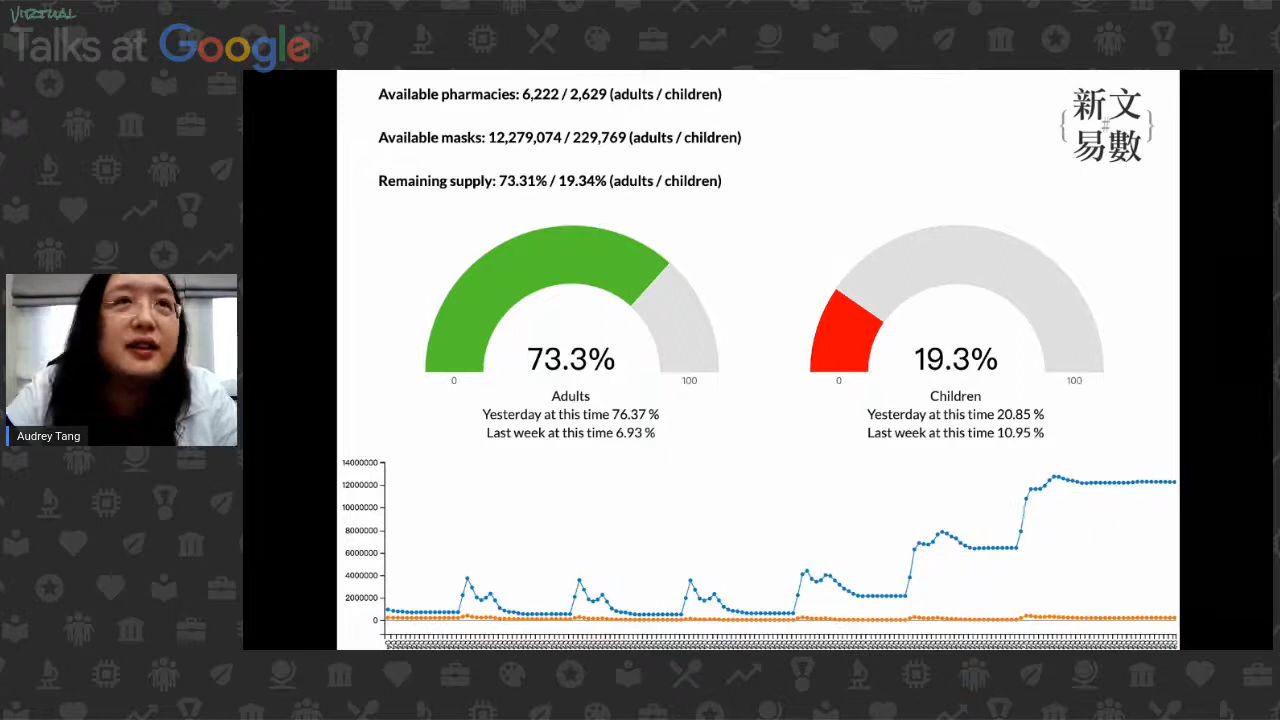 VIRTUAL
Talks at Google
Available pharmacies: 6,222 / 2,629 (adults / children)
Available masks: 12,279,074 / 229,769 (adults / children)
Remaining supply: 73.31% / 19.34% (adults / children)
新文
易數
{ # }
73.3%
0 100
Adults
Yesterday at this time 76.37 %
Last week at this time 6.93 %
19.3%
0 100
Children
Yesterday at this time 20.85 %
Last week at this time 10.95 %
Audrey Tang
14000000
12000000
10000000
8000000
6000000
4000000
2000000
0